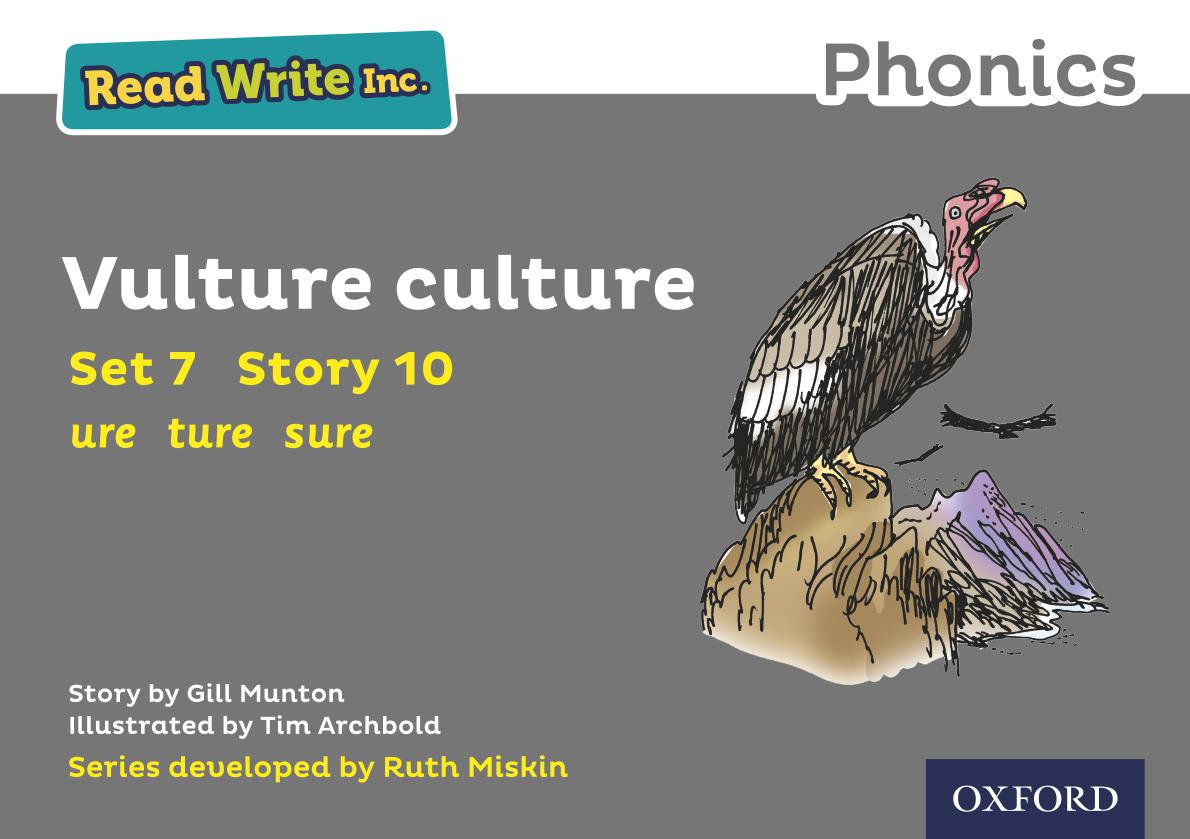 Read Write Inc.
Phonics
Vulture culture
Set 7 Story 10
ure ture sure
Story by Gill Munton
Illustrated by Tim Archbold
Series developed by Ruth Miskin
OXFORD